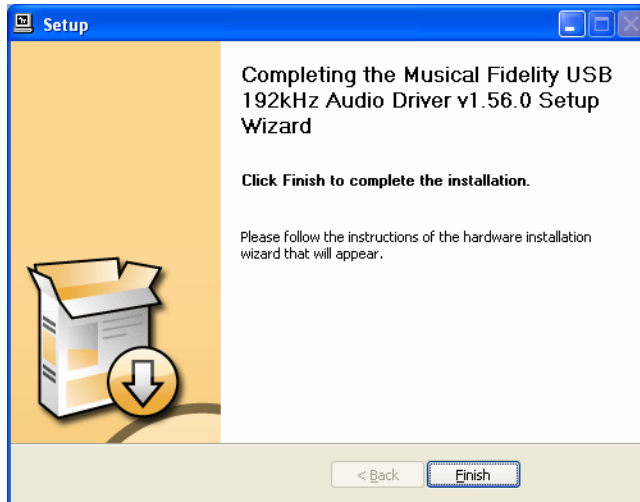 Setup
Completing the Musical Fidelity USB
192kHz Audio Driver v1.56.0 Setup
Wizard
Click Finish to complete the installation.
Please follow the instructions of the hardware installation
wizard that will appear.
< Back
Finish